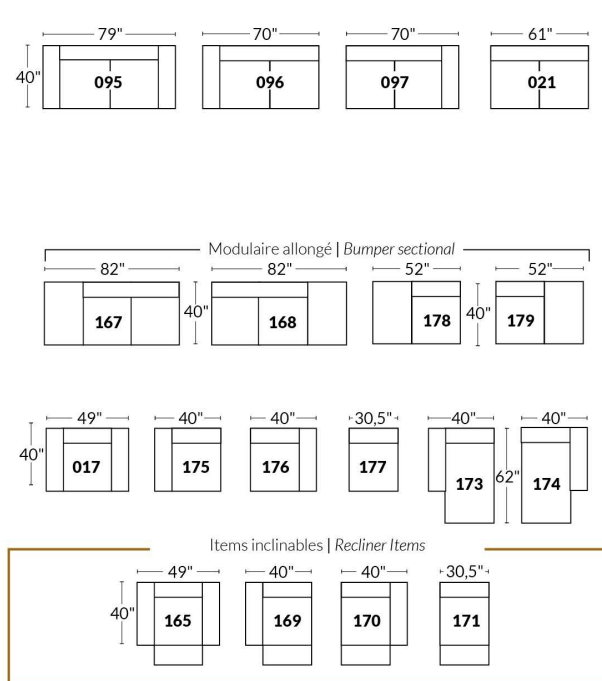 79" 70" 70" 61"
40" 095 096 097 021
Modulaire allongé | Bumper sectional
82" 82" 52" 52"
167 40" 168 178 40" 179
49" 40" 40" 30,5" 40" 40"
40" 017 175 176 177 173 62" 174
Items inclinables | Recliner Items
49" 40" 40" 30,5"
40" 165 169 170 171